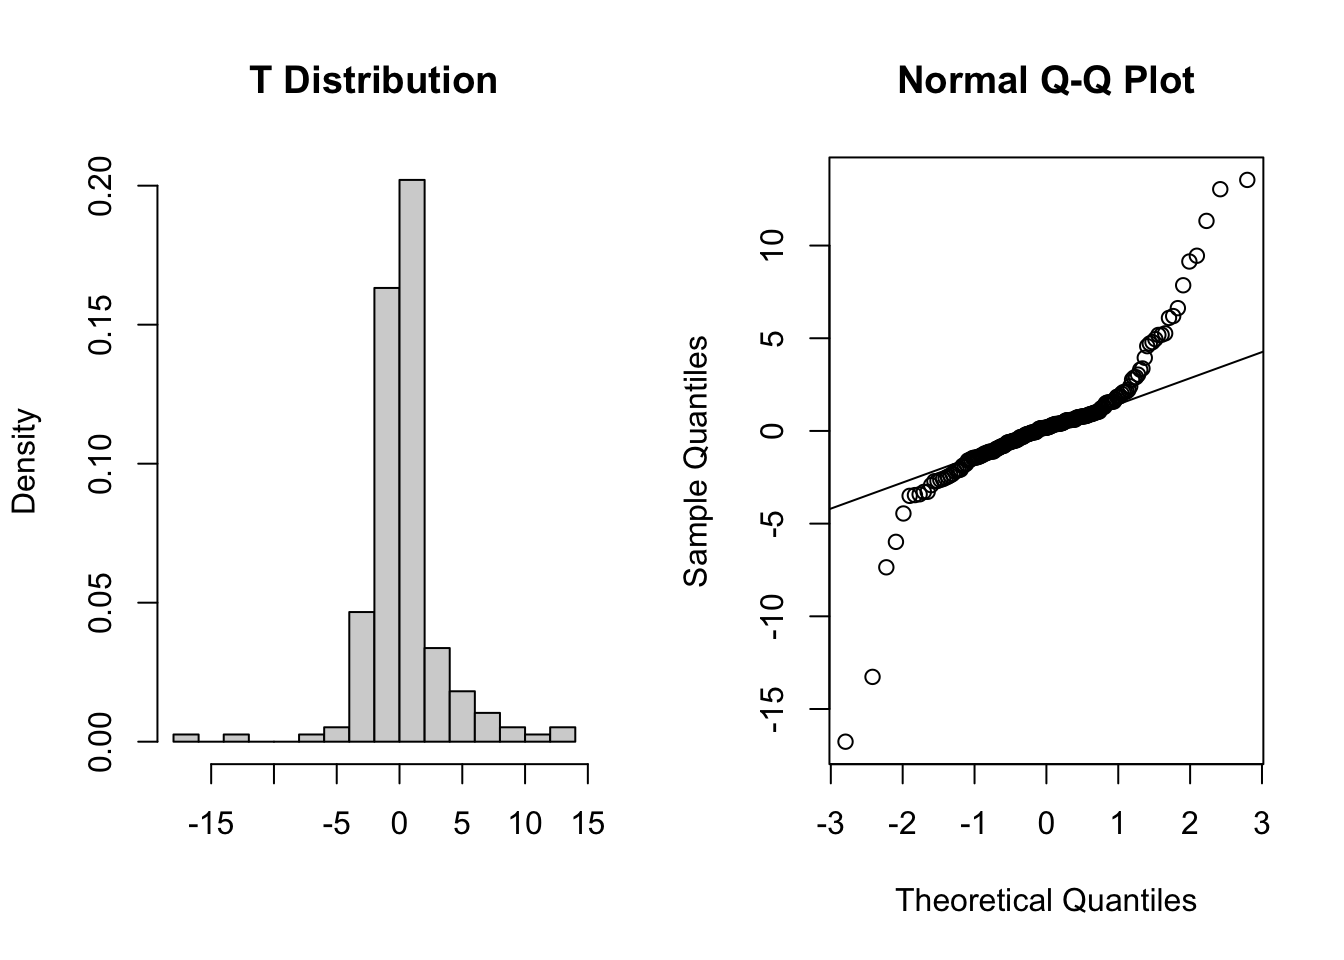 T Distribution
Density
0.00 0.05 0.10 0.15 0.20
-15 -5 0 5 10 15
Normal Q-Q Plot
Sample Quantiles
-15 -10 -5 0 5 10
-3 -2 -1 0 1 2 3
Theoretical Quantiles